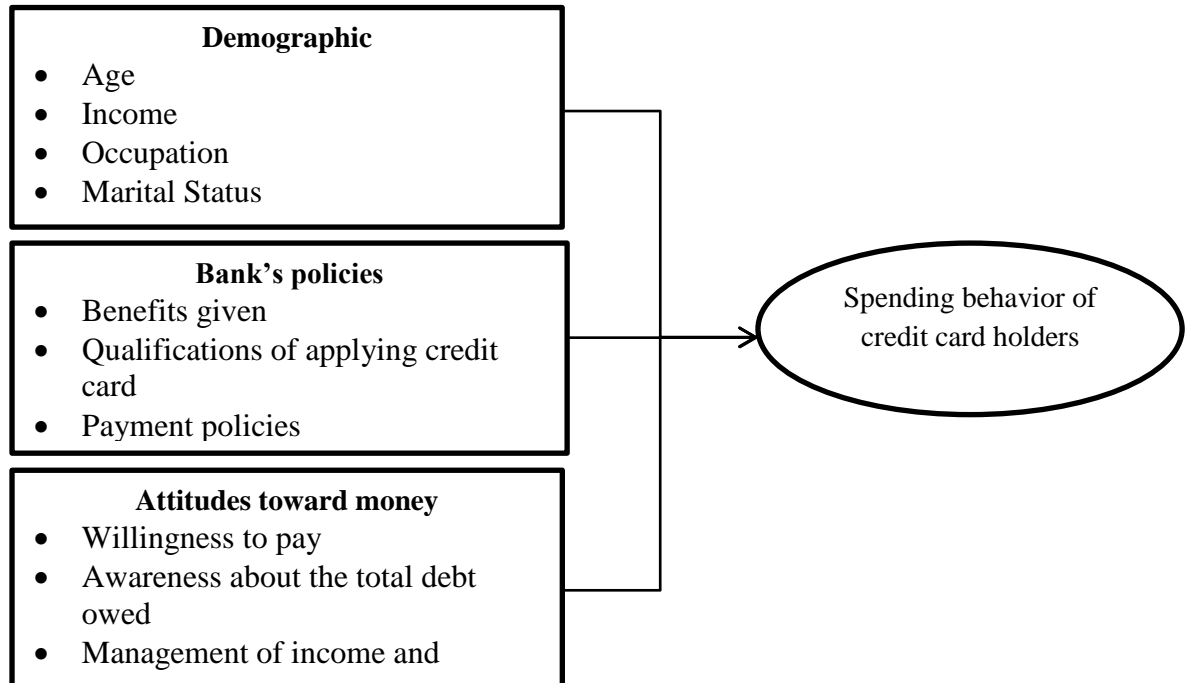 Demographic
• Age
• Income
• Occupation
• Marital Status
Bank's policies
• Benefits given
• Qualifications of applying credit
card
• Payment policies
Attitudes toward money
• Willingness to pay
• Awareness about the total debt
owed
• Management of income and
Spending behavior of
credit card holders